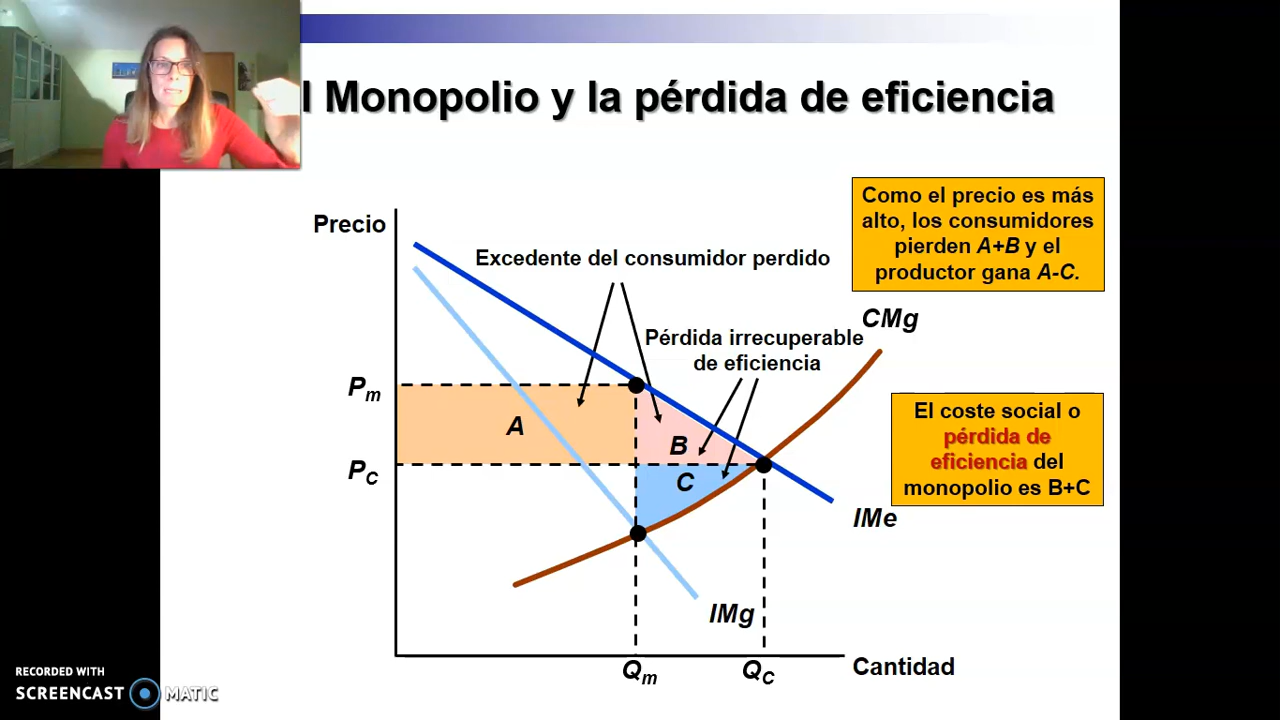 l Monopolio y la pérdida de eficiencia
Como el precio es más
alto, los consumidores
pierden A+B y el
productor gana A-C.
Precio
Excedente del consumidor perdido
CMg
Pérdida irrecuperable
de eficiencia
Pm
A
B
El coste social o
pérdida de
eficiencia del
monopolio es B+C
PC
C
IMe
IMg
Qm
QC
Cantidad
RECORDED WITH
SCREENCAST MATIC